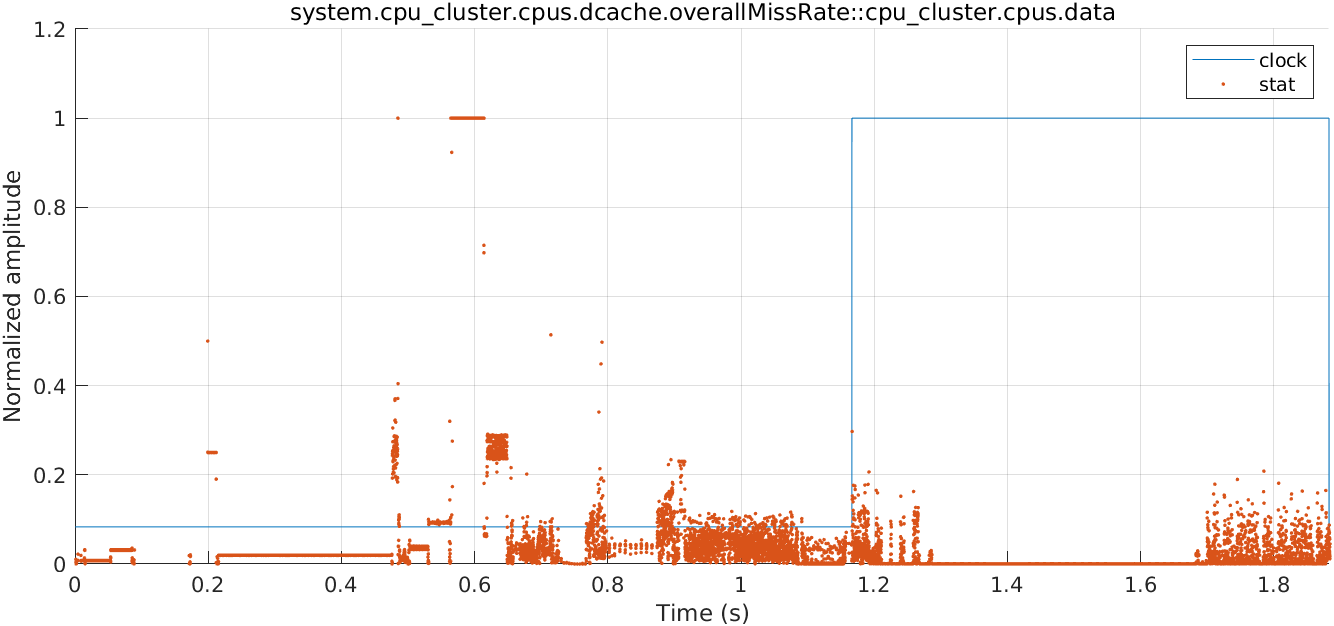 system.cpu_cluster.cpus.dcache.overallMissRate::cpu_cluster.cpus.data
clock
stat
Normalized amplitude
1.2
1
0.8
0.6
0.4
0.2
0
0 0.2 0.4 0.6 0.8 1 1.2 1.4 1.6 1.8
Time (s)